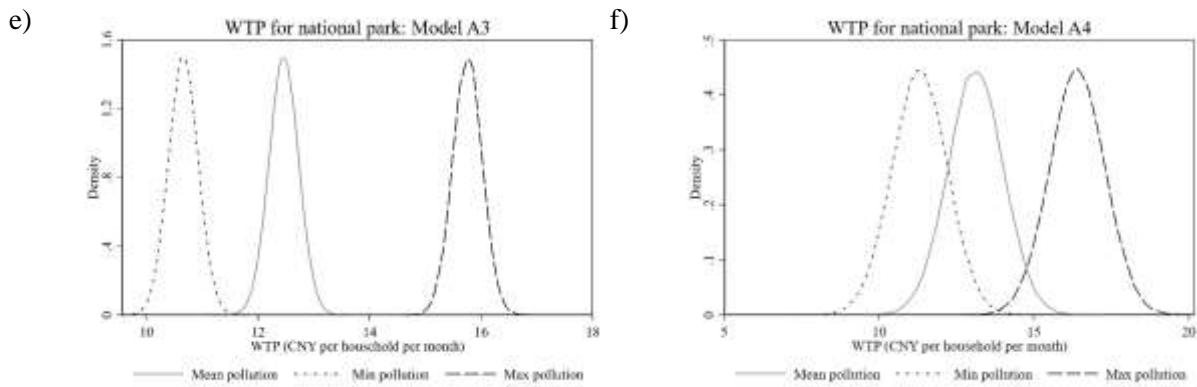 e)
WTP for national park: Model A3
1.6
1.2
.8
.4
0
Density
10 12 14 16 18
WTP (CNY per household per month)
Mean pollution Min pollution Max pollution
f)
WTP for national park: Model A4
.5
.4
.3
.2
.1
0
Density
5 10 15 20
WTP (CNY per household per month)
Mean pollution Min pollution Max pollution